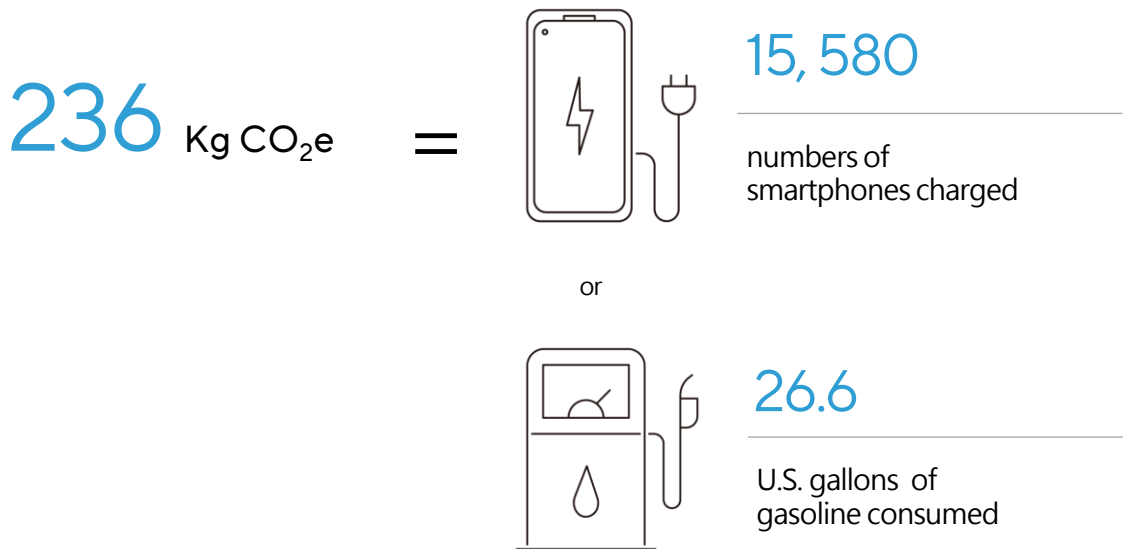 236 Kg CO₂e
=
15, 580
numbers of
smartphones charged
or
26.6
U.S. gallons of
gasoline consumed